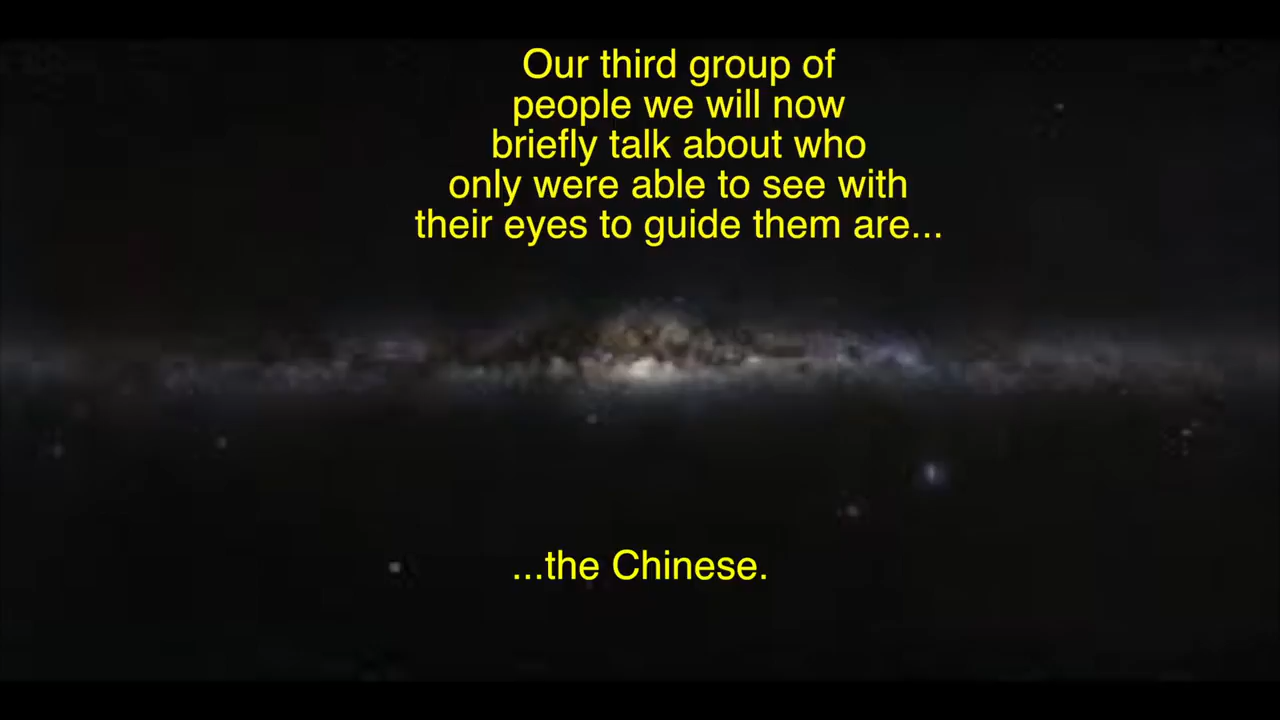 Our third group of
people we will now
briefly talk about who
only were able to see with
their eyes to guide them are...
...the Chinese.